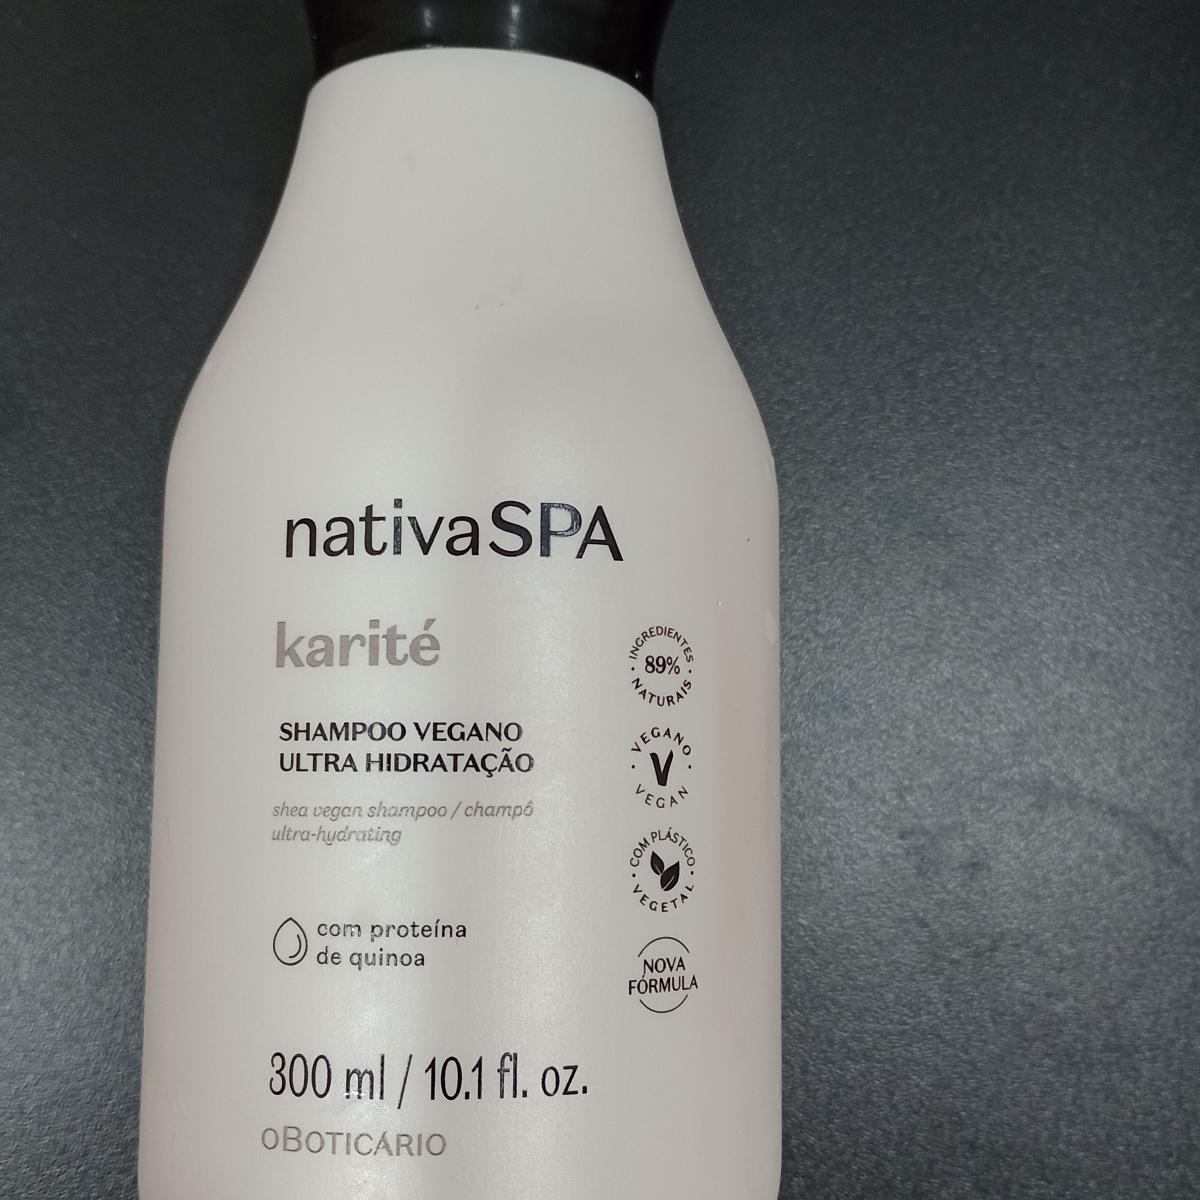 nativaSPA
karité
SHAMPOO VEGANO
ULTRA HIDRATAÇÃO
shea vegan shampoo / champô
ultra-hydrating
com proteína
de quinoa
300 ml / 10.1 fl. oz.
oBOTICÁRIO
INGREDIENTES
89%
NATURAIS
VEGANO
V
VEGAN
COM PLÁSTICO
VEGETAL
NOVA
FÓRMULA